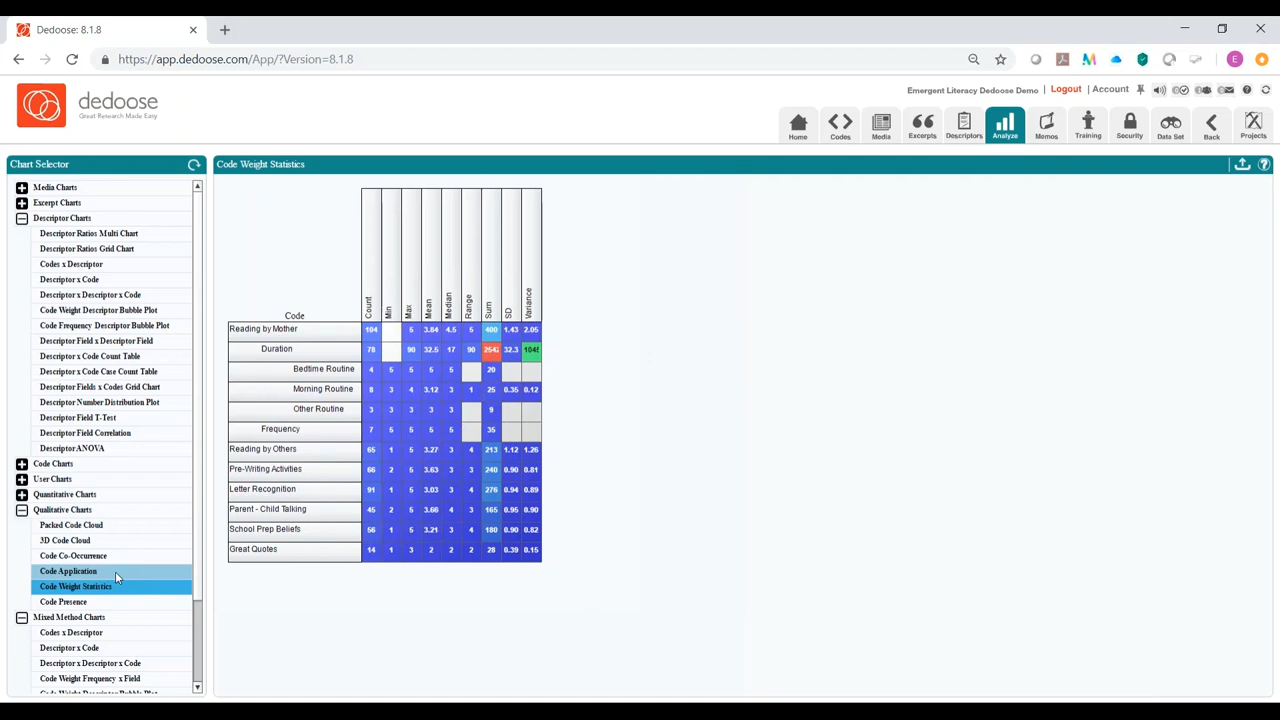 Dedoose: 8.1.8
https://app.dedoose.com/App/?Version=8.1.8
E
dedoose
Great Research Made Easy
Emergent Literacy Dedoose Demo | Logout | Account
Home Codes Media Excerpts Descriptors Analyze Memos Training Security Data Set Back Projects
Chart Selector
Media Charts
Excerpt Charts
Descriptor Charts
Descriptor Ratios Multi Chart
Descriptor Ratios Grid Chart
Codes x Descriptor
Descriptor x Code
Descriptor x Descriptor x Code
Code Weight Descriptor Bubble Plot
Code Frequency Descriptor Bubble Plot
Descriptor Field x Descriptor Field
Descriptor x Code Count Table
Descriptor x Code Case Count Table
Descriptor Fields x Codes Grid Chart
Descriptor Number Distribution Plot
Descriptor Field T-Test
Descriptor Field Correlation
Descriptor ANOVA
Code Charts
User Charts
Quantitative Charts
Qualitative Charts
Packed Code Cloud
3D Code Cloud
Code Co-Occurrence
Code Application
Code Weight Statistics
Code Presence
Mixed Method Charts
Codes x Descriptor
Descriptor x Code
Descriptor x Descriptor x Code
Code Weight Frequency x Field
Code Weight Descriptor Bubble Plot
Code Weight Statistics
Code Count Min Max Mean Median Range Sum SD Variance
Reading by Mother 104 5 3.84 4.5 5 400 1.43 2.05
Duration 78 90 32.5 17 90 32.3
Bedtime Routine 4 5 5 5 5 20
Morning Routine 8 3 4 3.12 3 1 25 0.35 0.12
Other Routine 3 3 3 3 3 9
Frequency 7 5 5 5 5 35
Reading by Others 65 1 5 3.27 3 4 213 1.12 1.26
Pre-Writing Activities 66 2 5 3.63 3 3 240 0.90 0.81
Letter Recognition 91 1 5 3.03 3 4 276 0.94 0.89
Parent - Child Talking 45 2 5 3.66 4 3 165 0.95 0.90
School Prep Beliefs 56 1 5 3.21 3 4 180 0.90 0.82
Great Quotes 14 1 3 2 2 2 28 0.39 0.15